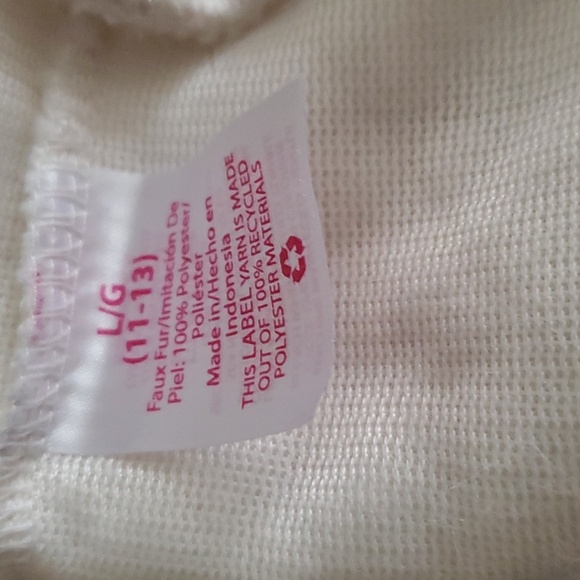 L/G
(11-13)
Faux Fur/Imitación De
Piel: 100% Polyester/
Poliéster
Made in/Hecho en
Indonesia
THIS LABEL YARN IS MADE
OUT OF 100% RECYCLED
POLYESTER MATERIALS